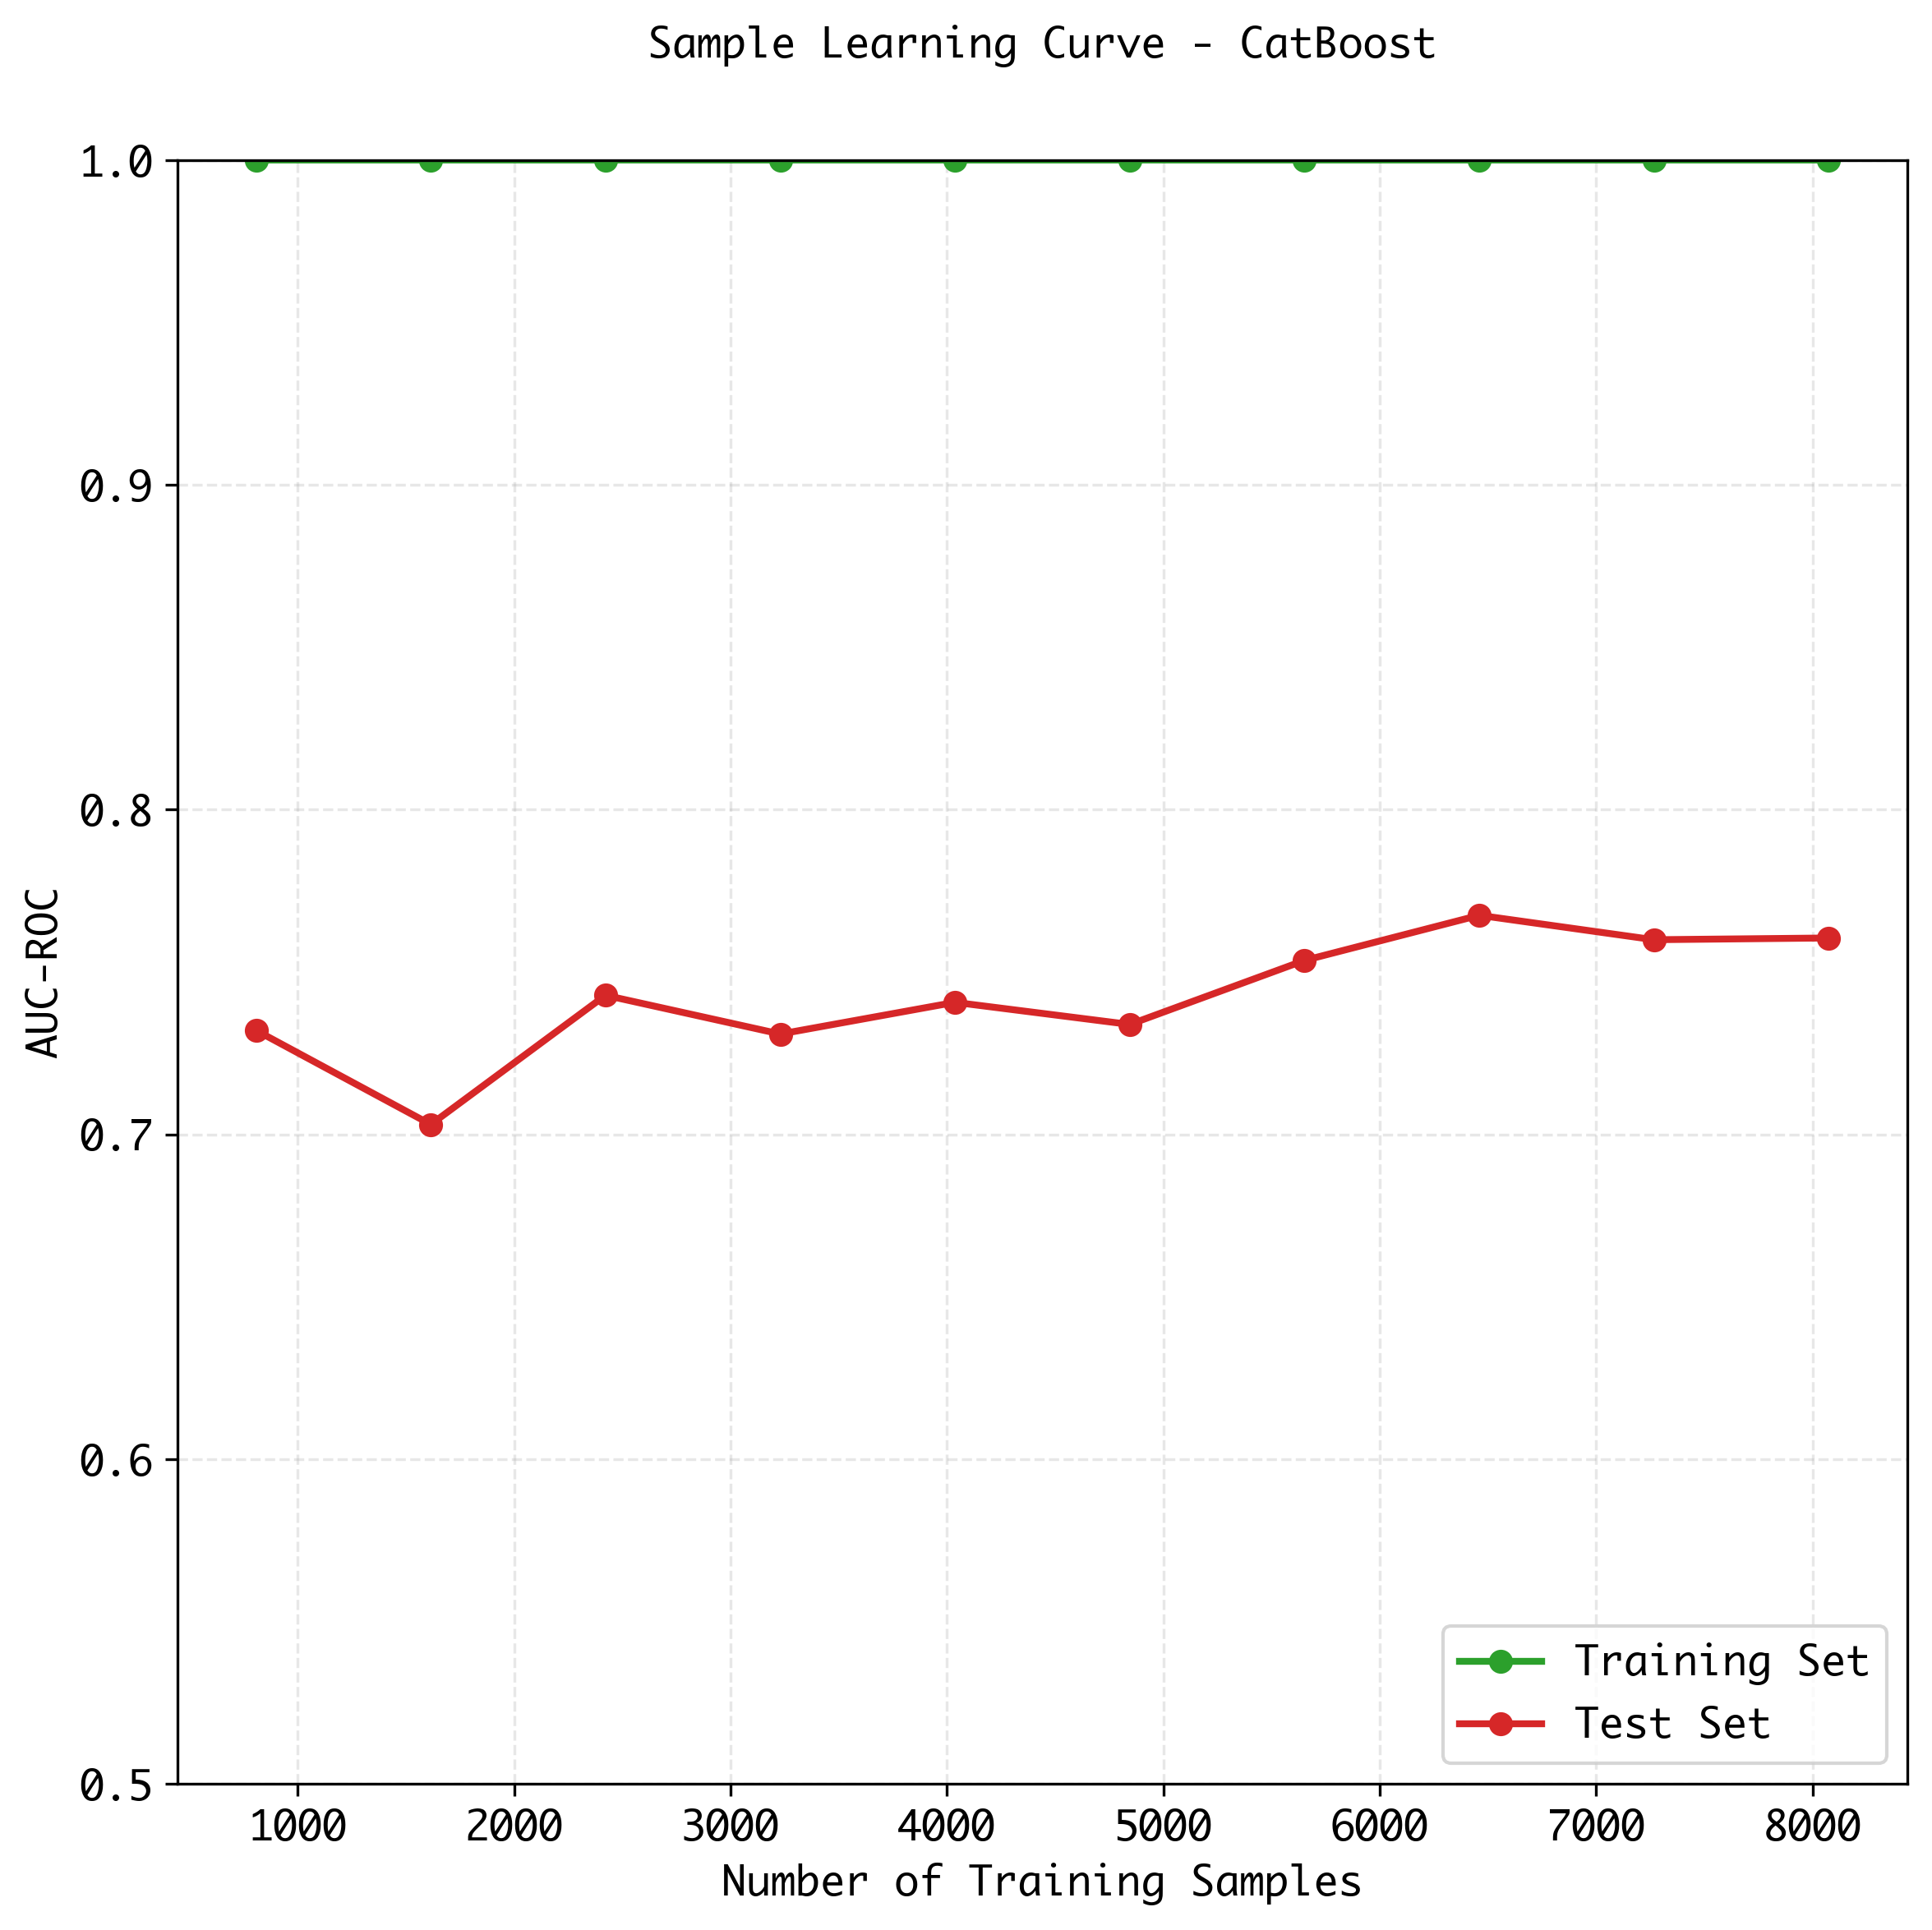 Sample Learning Curve - CatBoost
1.0
0.9
0.8
0.7
0.6
0.5
AUC-ROC
1000 2000 3000 4000 5000 6000 7000 8000
Number of Training Samples
Training Set
Test Set